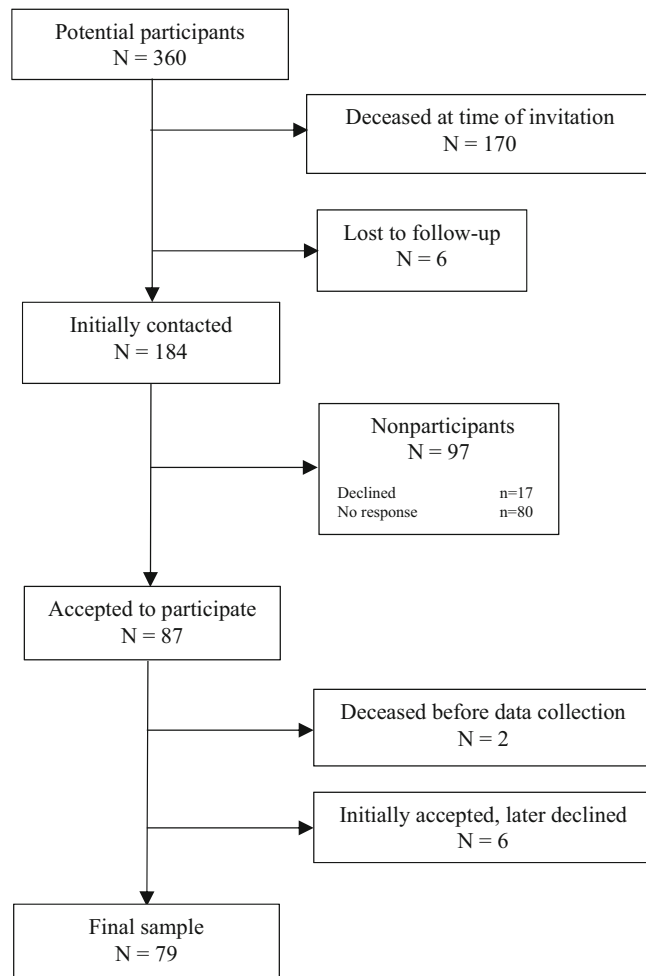 Potential participants
N = 360
Deceased at time of invitation
N = 170
Lost to follow-up
N = 6
Initially contacted
N = 184
Nonparticipants
N = 97
Declined n=17
No response n=80
Accepted to participate
N = 87
Deceased before data collection
N = 2
Initially accepted, later declined
N = 6
Final sample
N = 79